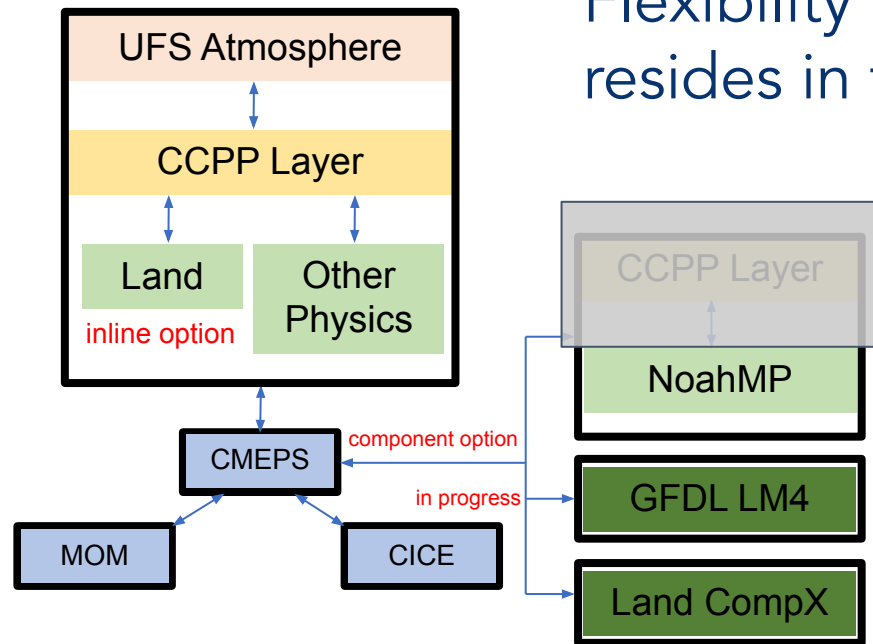 Flexibility
resides in
UFS Atmosphere
CCPP Layer
Land
inline option
Other
Physics
CCPP Layer
NoahMP
component option
CMEPS
in progress
GFDL LM4
MOM
CICE
Land CompX